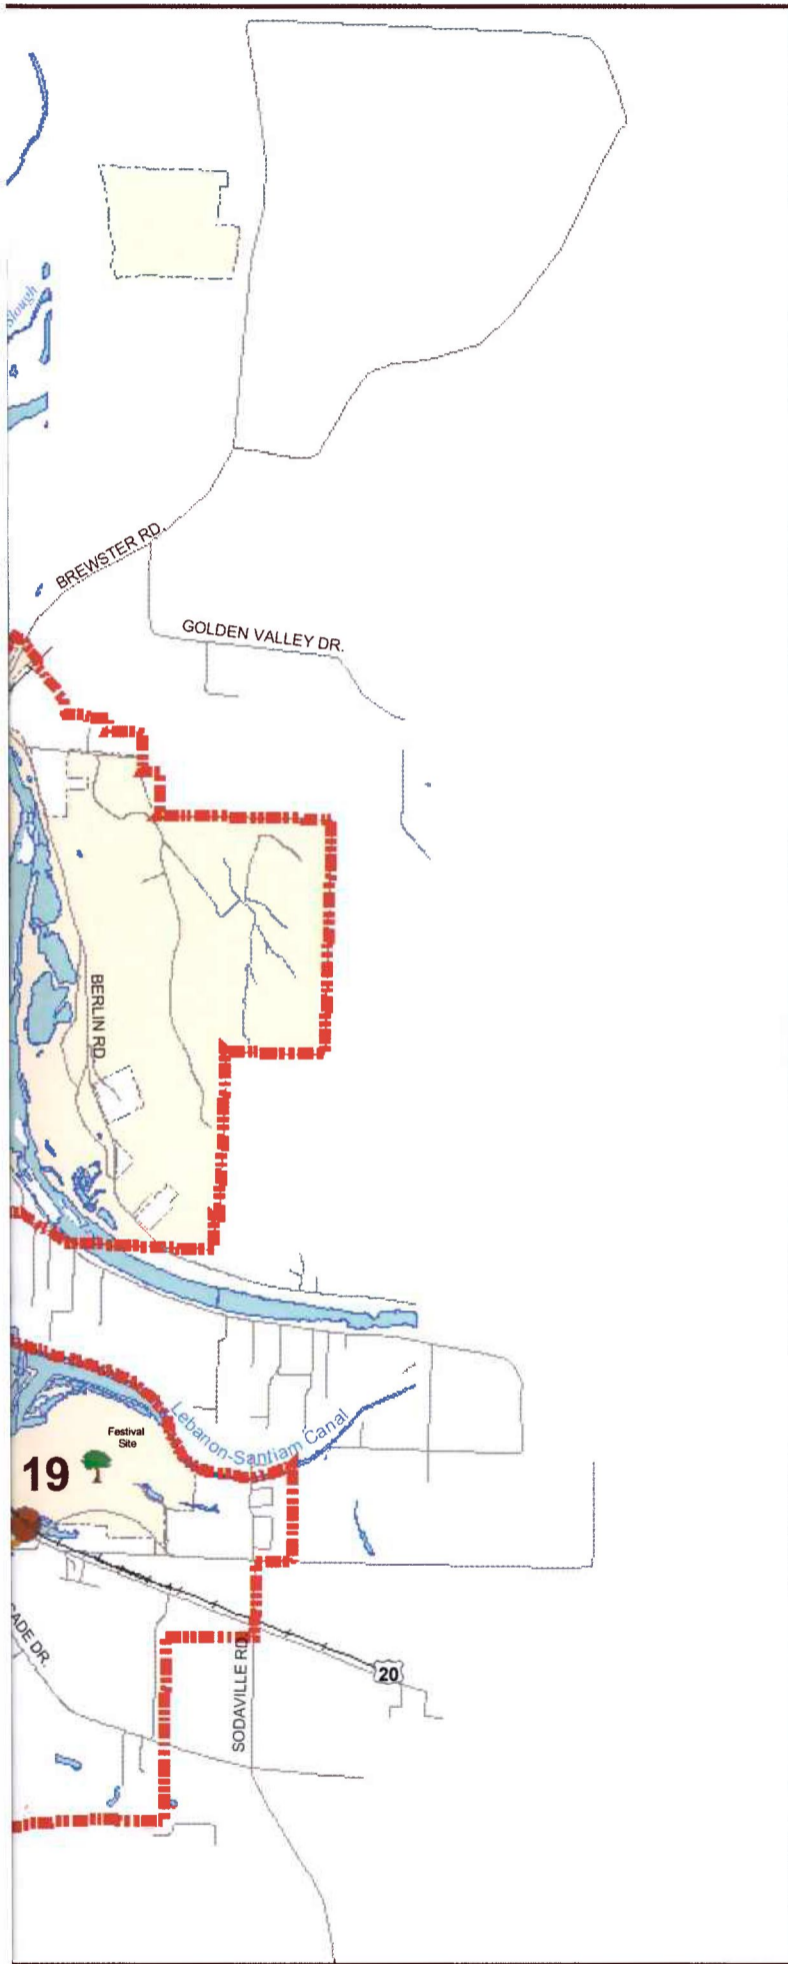 Slough
BREWSTER RD.
GOLDEN VALLEY DR.
BERLIN RD.
Lebanon-Santiam Canal
Festival
Site
19
ADE DR.
20
SODAVILLE RD.